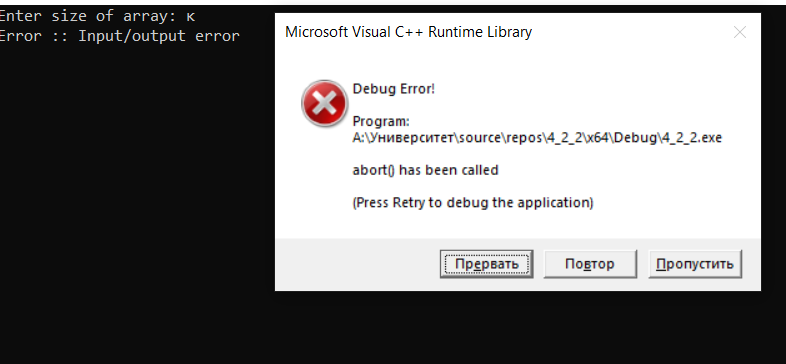 Enter size of array: к
Error :: Input/output error
Microsoft Visual C++ Runtime Library
Debug Error!
Program:
A:\Университет\source\repos\4_2_2\x64\Debug\4_2_2.exe
abort() has been called
(Press Retry to debug the application)
Прервать
Повтор
Пропустить